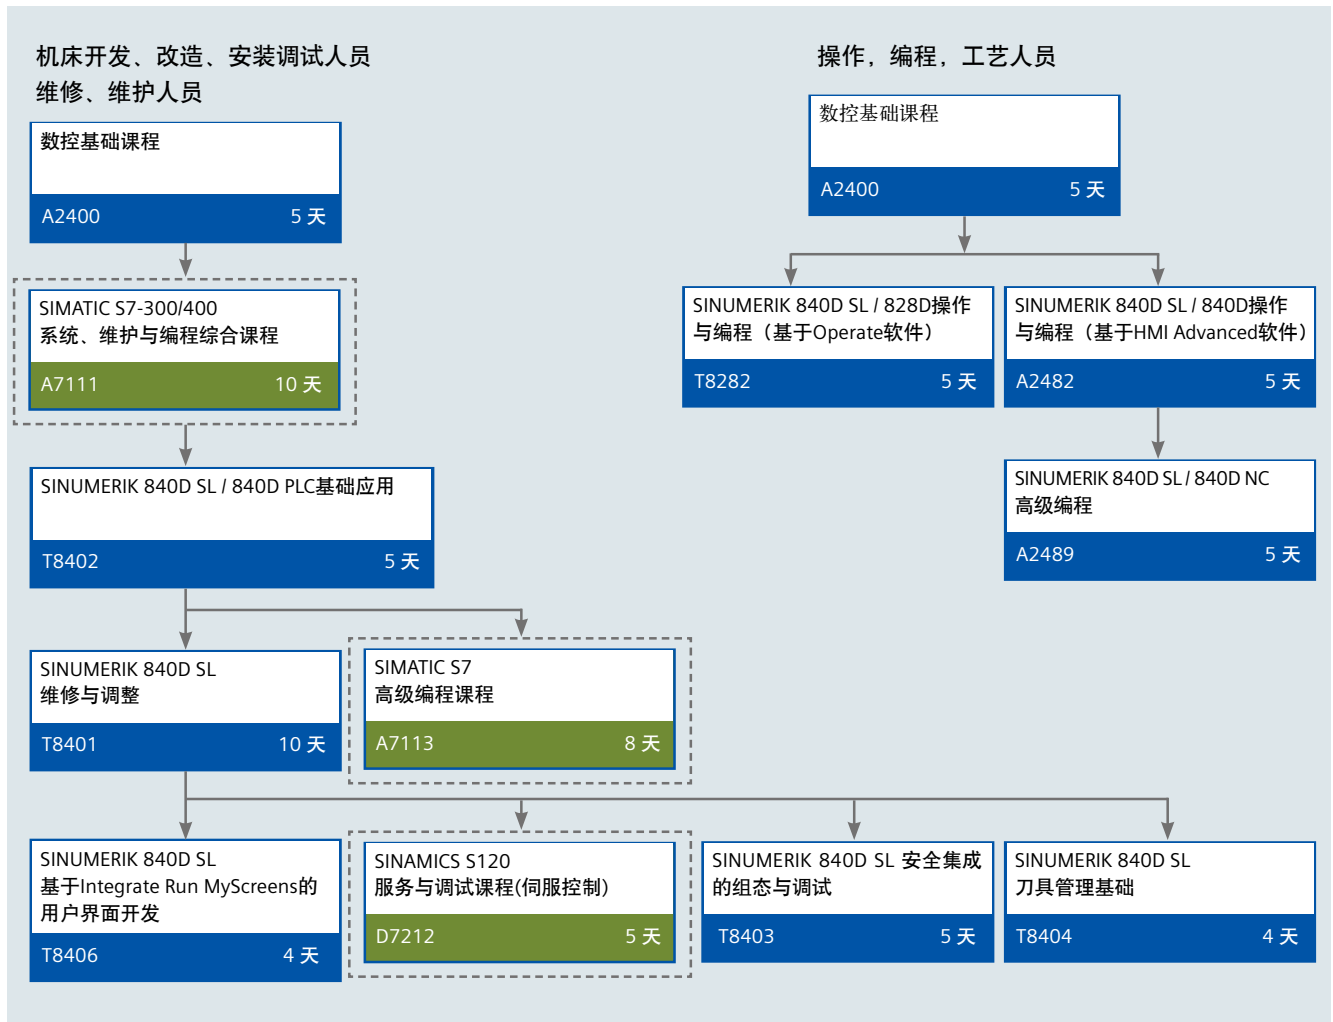 机床开发、改造、安装调试人员
维修、维护人员
数控基础课程
A2400 5 天
SIMATIC S7-300/400
系统、维护与编程综合课程
A7111 10 天
SINUMERIK 840D SL / 840D PLC基础应用
T8402 5 天
SINUMERIK 840D SL
维修与调整
T8401 10 天
SIMATIC S7
高级编程课程
A7113 8 天
SINUMERIK 840D SL
基于Integrate Run MyScreens的
用户界面开发
T8406 4 天
SINAMICS S120
服务与调试课程(伺服控制)
D7212 5 天
SINUMERIK 840D SL 安全集成
的组态与调试
T8403 5 天
SINUMERIK 840D SL
刀具管理基础
T8404 4 天
操作，编程，工艺人员
数控基础课程
A2400 5 天
SINUMERIK 840D SL / 828D操作
与编程（基于Operate软件）
T8282 5 天
SINUMERIK 840D SL / 840D操作
与编程（基于HMI Advanced软件）
A2482 5 天
SINUMERIK 840D SL / 840D NC
高级编程
A2489 5 天